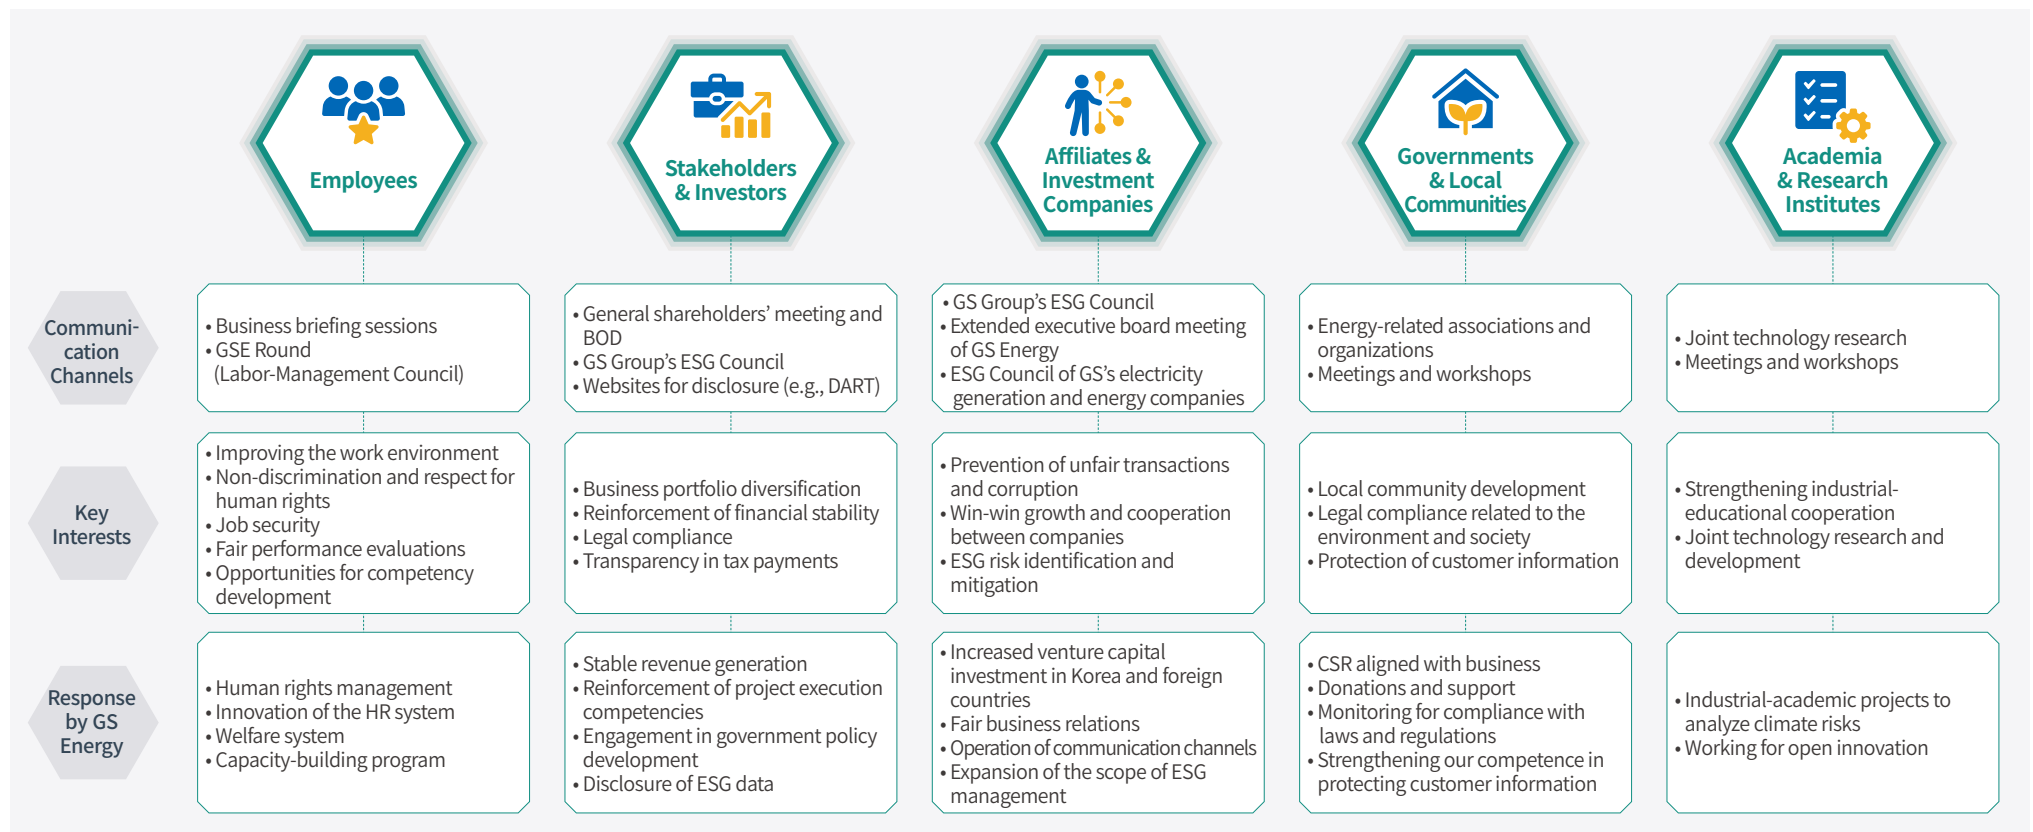 Employees
Stakeholders
& Investors
Affiliates &
Investment
Companies
Governments
& Local
Communities
Academia
& Research
Institutes
Communi-
cation
Channels
• Business briefing sessions
• GSE Round
(Labor-Management Council)
• General shareholders’ meeting and
BOD
• GS Group’s ESG Council
• Websites for disclosure (e.g., DART)
• GS Group’s ESG Council
• Extended executive board meeting
of GS Energy
• ESG Council of GS’s electricity
generation and energy companies
• Energy-related associations and
organizations
• Meetings and workshops
• Joint technology research
• Meetings and workshops
Key
Interests
• Improving the work environment
• Non-discrimination and respect for
human rights
• Job security
• Fair performance evaluations
• Opportunities for competency
development
• Business portfolio diversification
• Reinforcement of financial stability
• Legal compliance
• Transparency in tax payments
• Prevention of unfair transactions
and corruption
• Win-win growth and cooperation
between companies
• ESG risk identification and
mitigation
• Local community development
• Legal compliance related to the
environment and society
• Protection of customer information
• Strengthening industrial-
educational cooperation
• Joint technology research and
development
Response
by GS
Energy
• Human rights management
• Innovation of the HR system
• Welfare system
• Capacity-building program
• Stable revenue generation
• Reinforcement of project execution
competencies
• Engagement in government policy
development
• Disclosure of ESG data
• Increased venture capital
investment in Korea and foreign
countries
• Fair business relations
• Operation of communication channels
• Expansion of the scope of ESG
management
• CSR aligned with business
• Donations and support
• Monitoring for compliance with
laws and regulations
• Strengthening our competence in
protecting customer information
• Industrial-academic projects to
analyze climate risks
• Working for open innovation